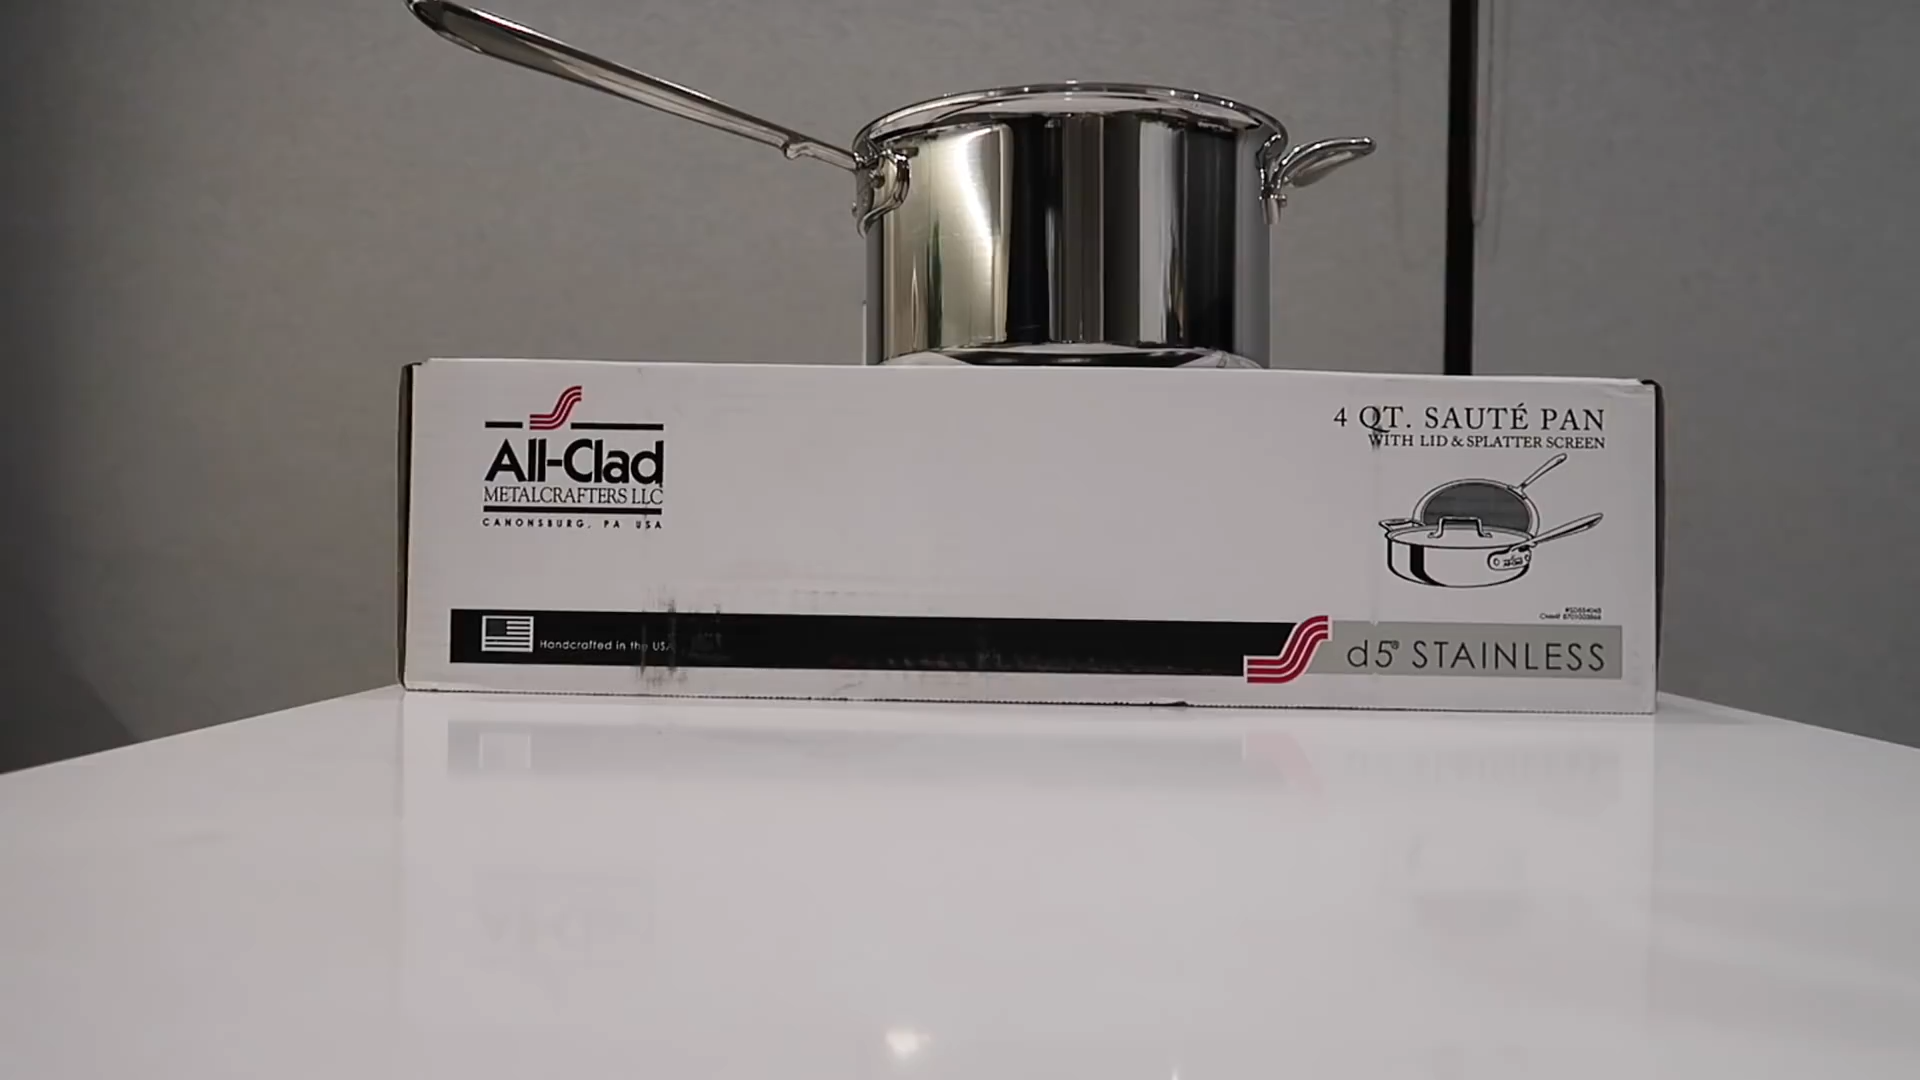 All-Clad
METALCRAFTERS LLC
CANONSBURG, PA USA
4 QT. SAUTÉ PAN
WITH LID & SPLATTER SCREEN
Handcrafted in the USA
d5® STAINLESS